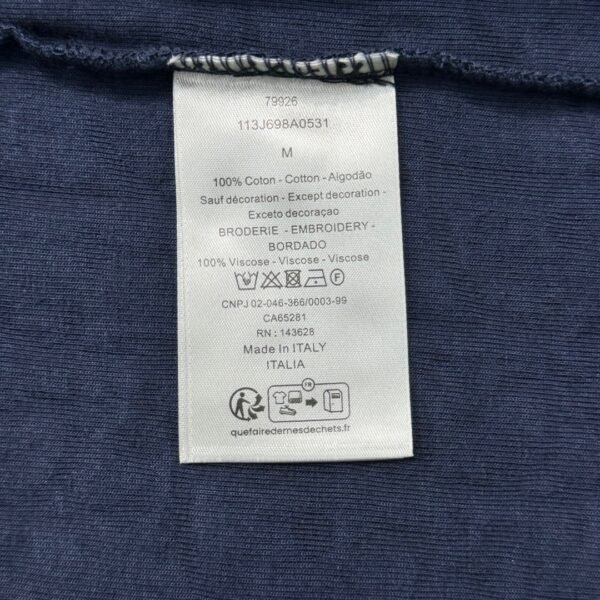 79926
113J698A0531
M
100% Coton - Cotton - Algodão
Sauf décoration - Except decoration -
Exceto decoraçao
BRODERIE - EMBROIDERY -
BORDADO
100% Viscose - Viscose - Viscose
F
CNPJ 02-046-366/0003-99
CA65281
RN : 143628
Made In ITALY
ITALIA
FR
quefairedemesdechets.fr